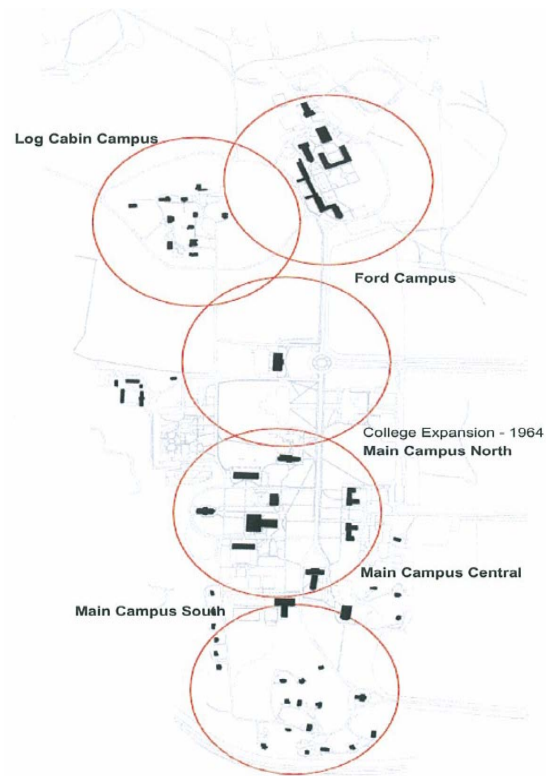 Log Cabin Campus
Ford Campus
College Expansion - 1964
Main Campus North
Main Campus Central
Main Campus South